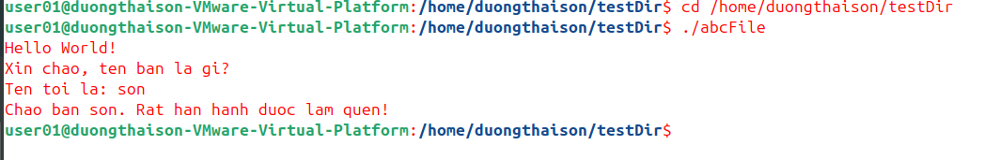 user01@duongthaison-VMware-Virtual-Platform:/home/duongthaison/testDir$ cd /home/duongthaison/testDir
user01@duongthaison-VMware-Virtual-Platform:/home/duongthaison/testDir$ ./abcFile
Hello World!
Xin chao, ten ban la gi?
Ten toi la: son
Chao ban son. Rat han hanh duoc lam quen!
user01@duongthaison-VMware-Virtual-Platform:/home/duongthaison/testDir$